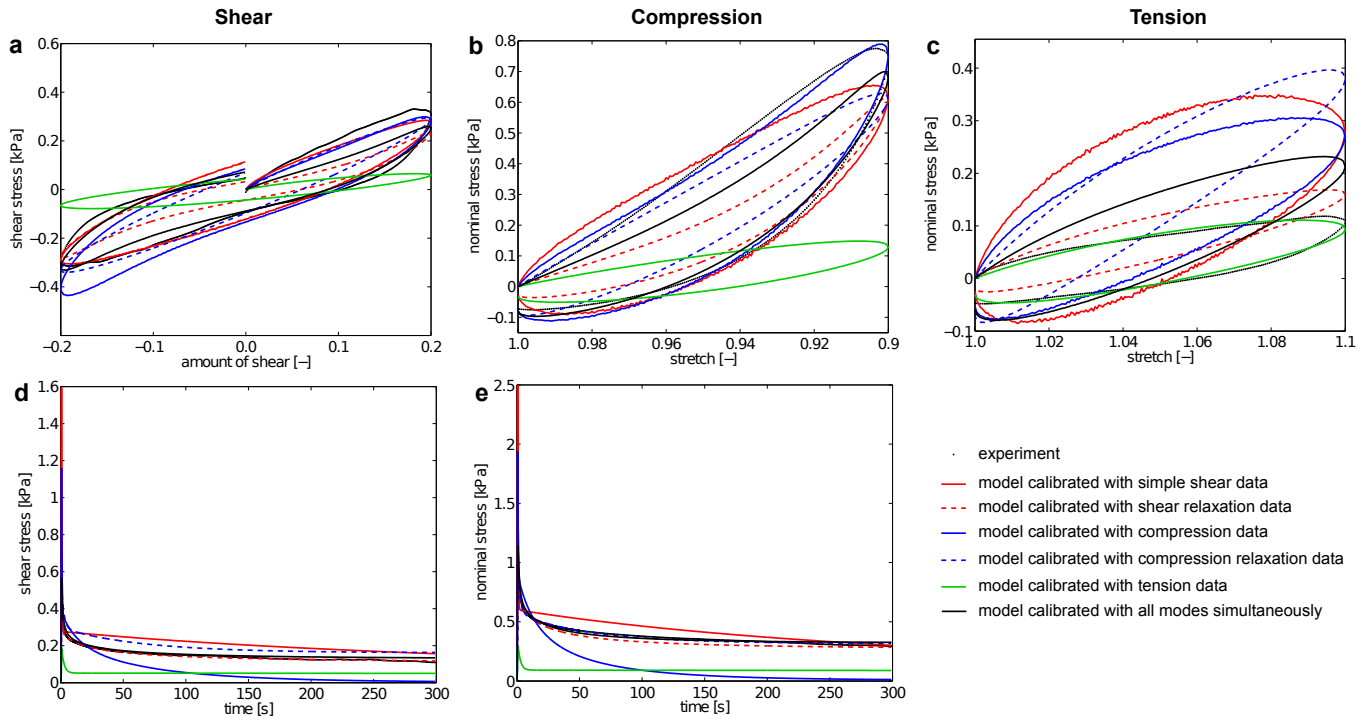 Shear
Compression
Tension
a
0.6
0.4
0.2
0
−0.2
−0.4
shear stress [kPa]
−0.2
−0.1
0.0
0.1
0.2
amount of shear [−]
b
0.8
0.7
0.6
0.5
0.4
0.3
0.2
0.1
0
−0.1
nominal stress [kPa]
1.0
0.98
0.96
0.94
0.92
0.9
stretch [−]
c
0.4
0.3
0.2
0.1
0
−0.1
nominal stress [kPa]
1.0
1.02
1.04
1.06
1.08
1.1
stretch [−]
d
1.6
1.4
1.2
1
0.8
0.6
0.4
0.2
0
shear stress [kPa]
0
50
100
150
200
250
300
time [s]
e
2.5
2
1.5
1
0.5
0
nominal stress [kPa]
0
50
100
150
200
250
300
time [s]
experiment
model calibrated with simple shear data
model calibrated with shear relaxation data
model calibrated with compression data
model calibrated with compression relaxation data
model calibrated with tension data
model calibrated with all modes simultaneously